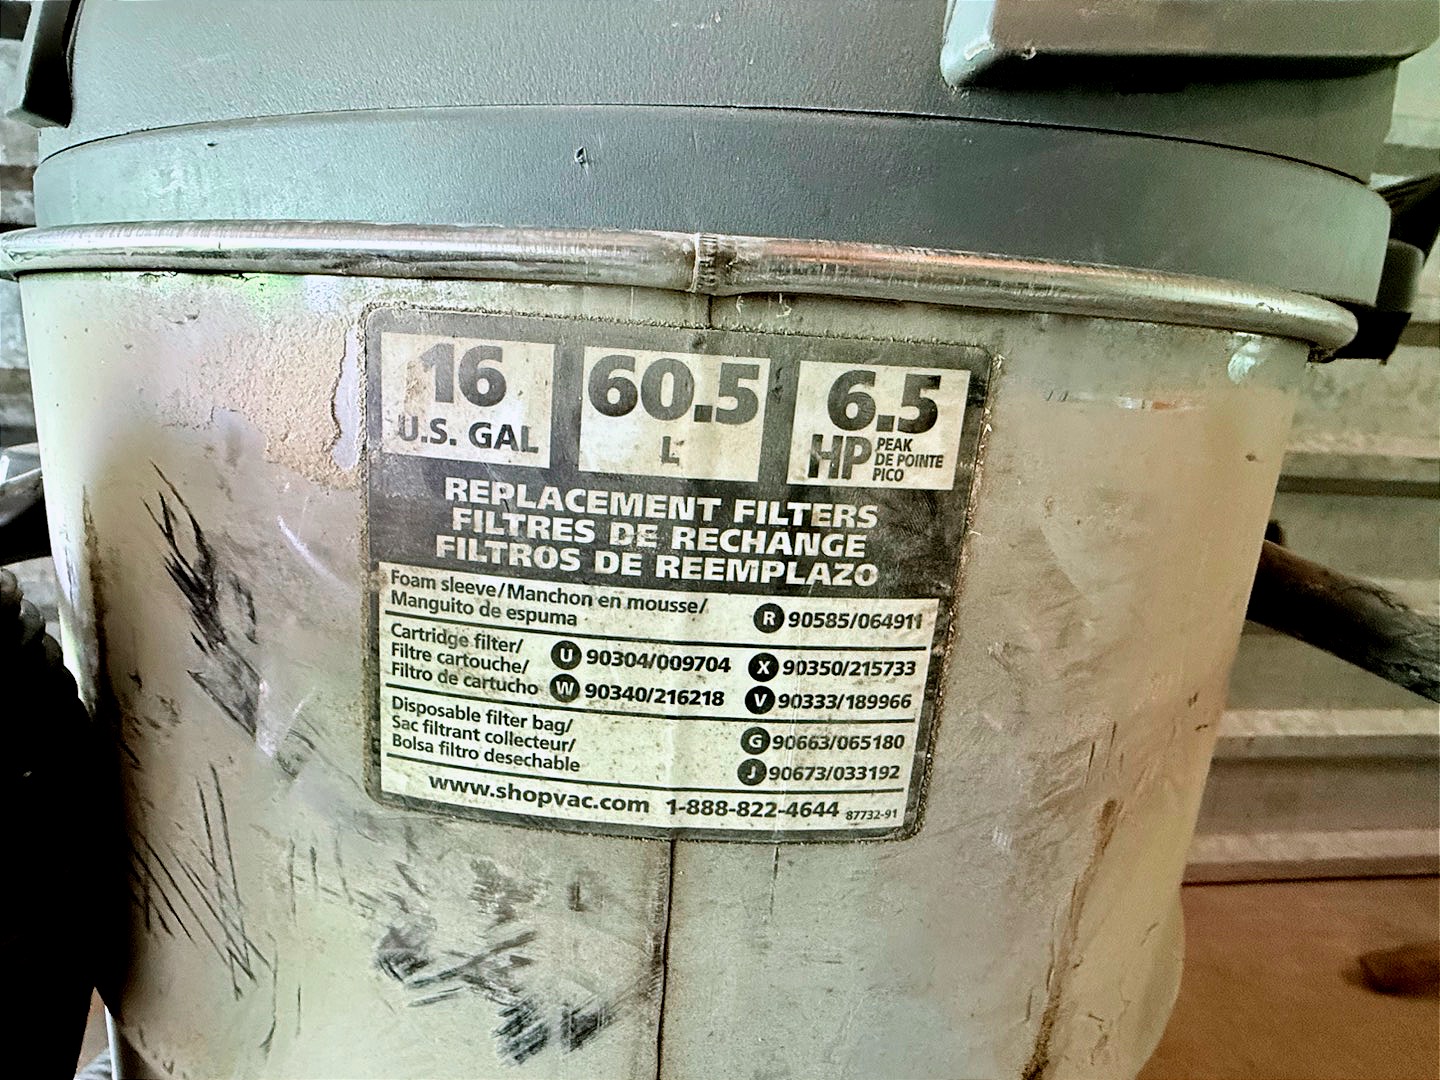 16
U.S. GAL
60.5
L
6.5
HP PEAK
DE POINTE
PICO
REPLACEMENT FILTERS
FILTRES DE RECHANGE
FILTROS DE REEMPLAZO
Foam sleeve/Manchon en mousse/
Manguito de espuma
R 90585/064911
Cartridge filter/
Filtre cartouche/
Filtro de cartucho
U 90304/009704 X 90350/215733
W 90340/216218 V 90333/189966
Disposable filter bag/
Sac filtrant collecteur/
Bolsa filtro desechable
G 90663/065180
J 90673/033192
www.shopvac.com 1-888-822-4644 87732-91